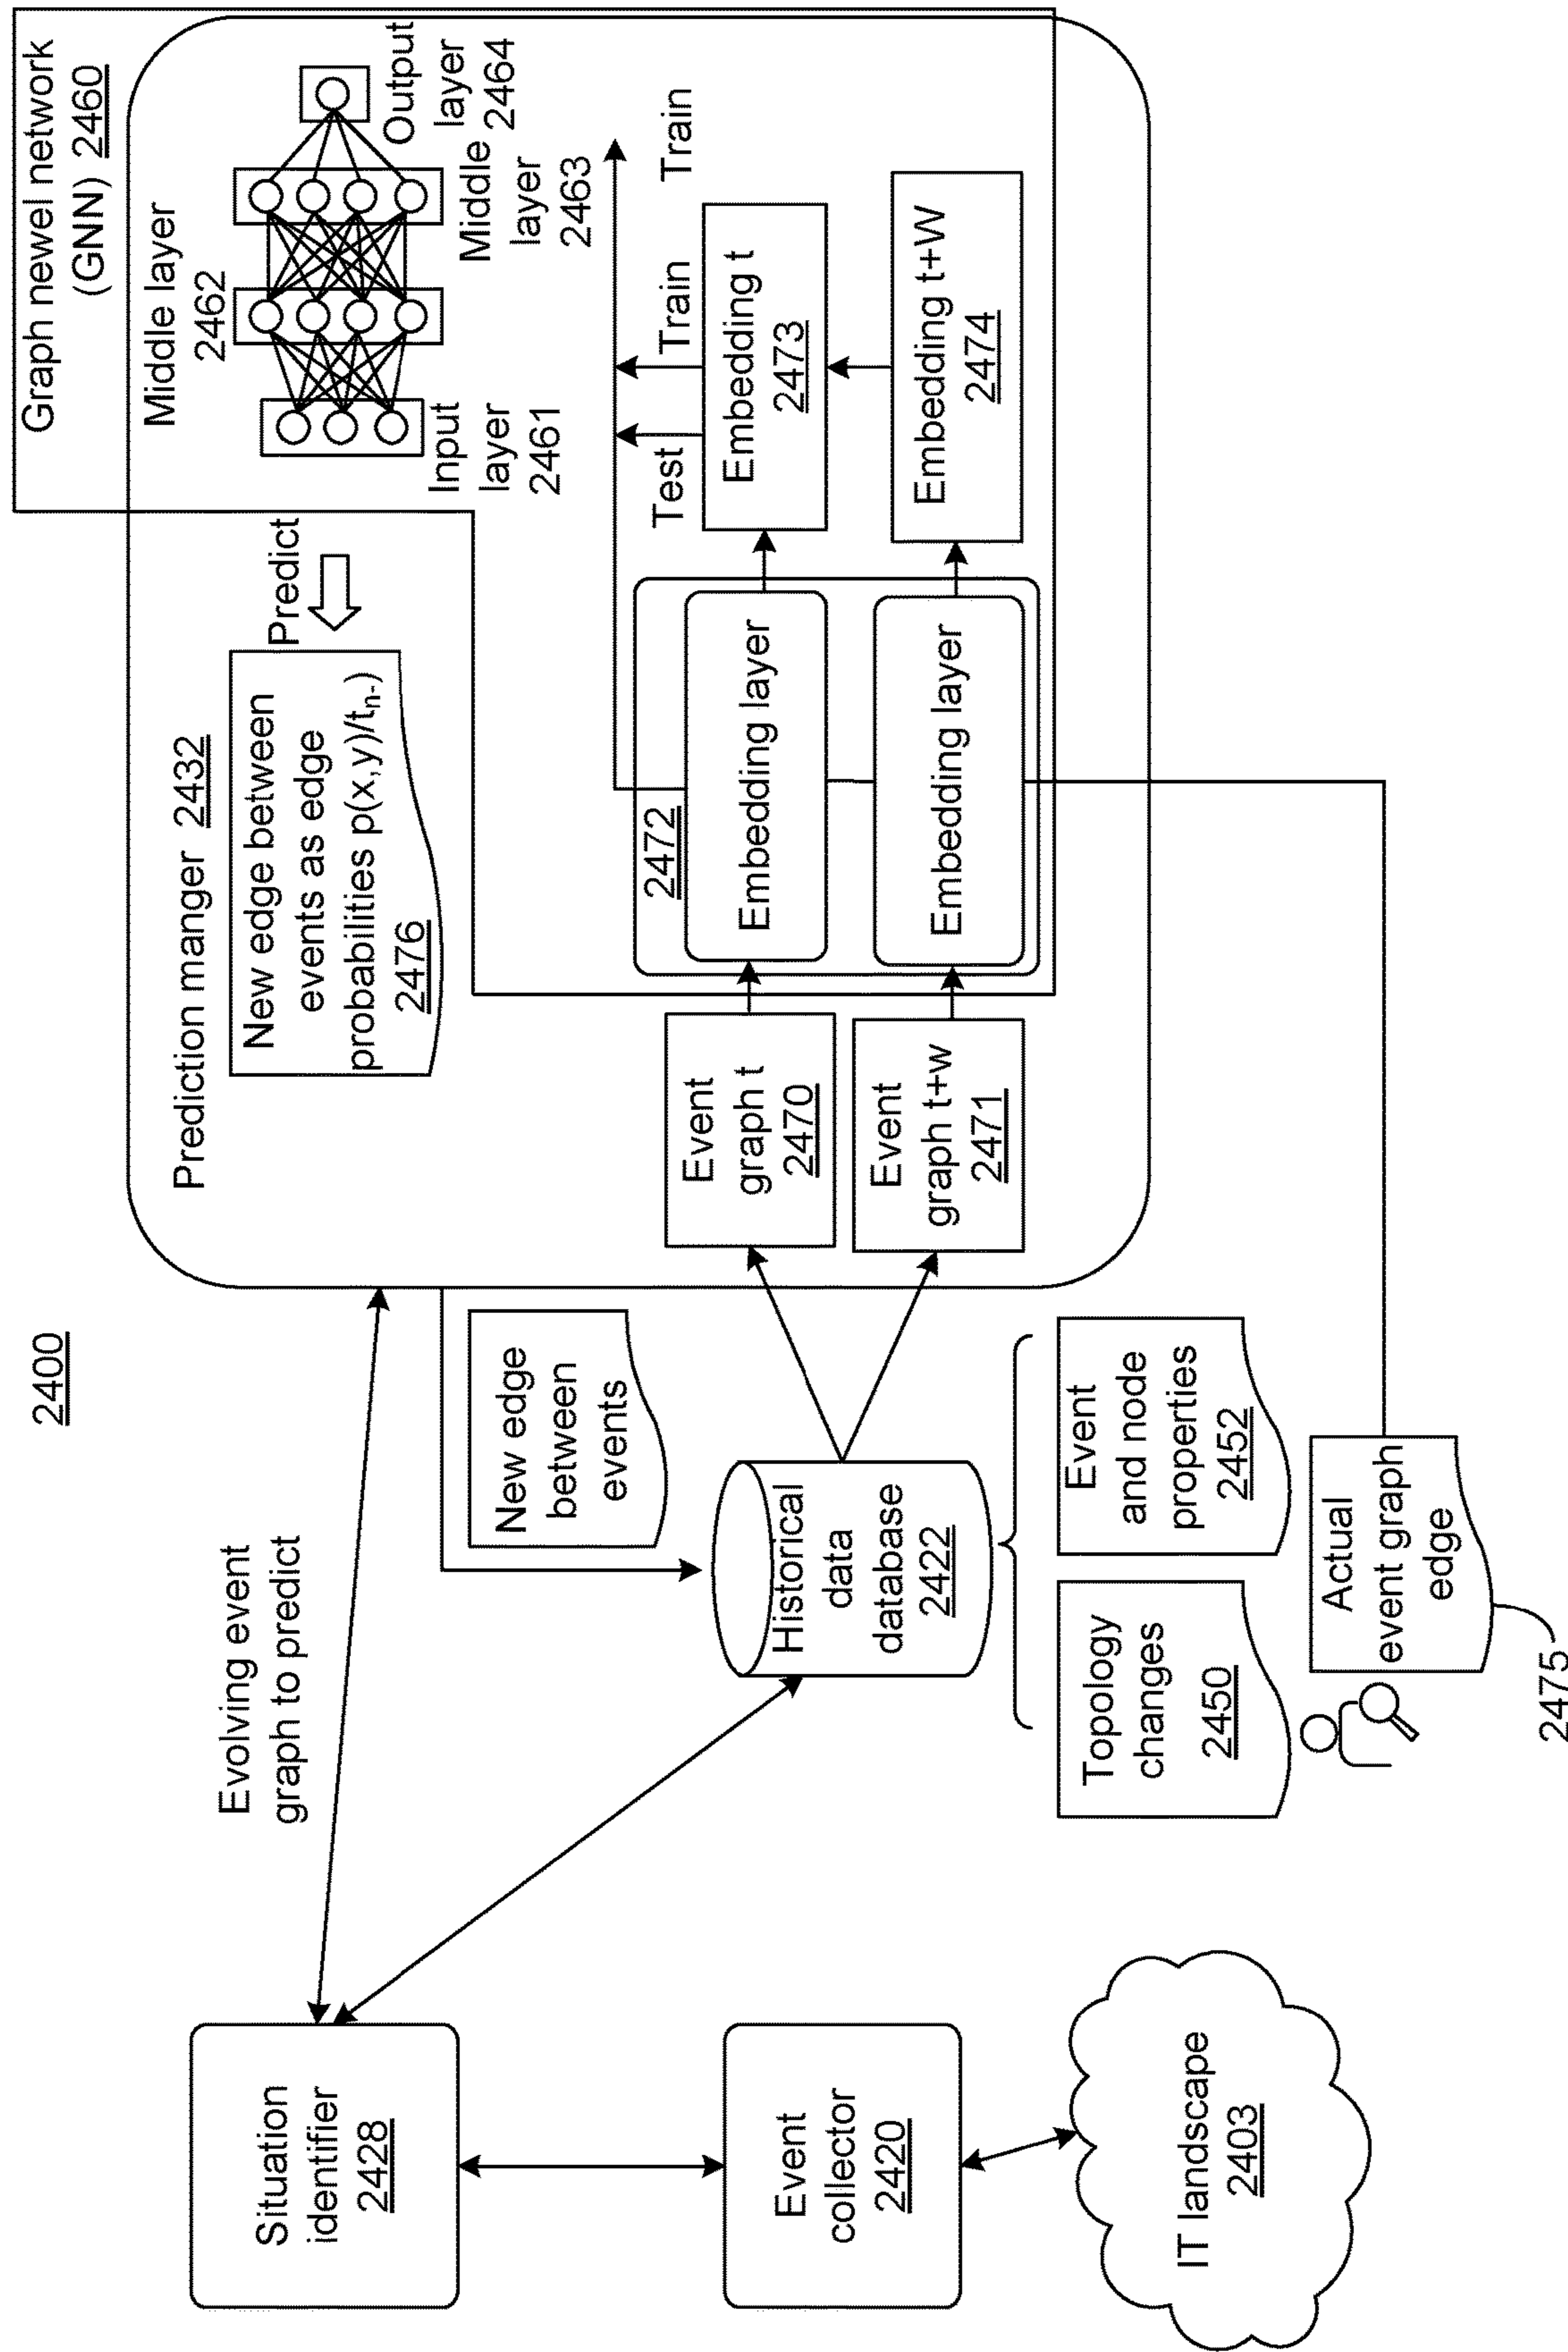 2400
Graph newel network
(GNN) 2460
Prediction manger 2432
Middle layer
2462
Predict
New edge between
events as edge
probabilities p(x,y)/tn-
2476
Input
layer
2461
Middle
layer
2463
Output
layer
2464
Evolving event
graph to predict
Situation
identifier
2428
New edge
between
events
2472
Test
Train
Train
Event
graph t
2470
Embedding layer
Embedding t
2473
Historical
data
database
2422
Event
graph t+w
2471
Embedding layer
Embedding t+W
2474
Event
collector
2420
Topology
changes
2450
Event
and node
properties
2452
IT landscape
2403
Actual
event graph
edge
2475